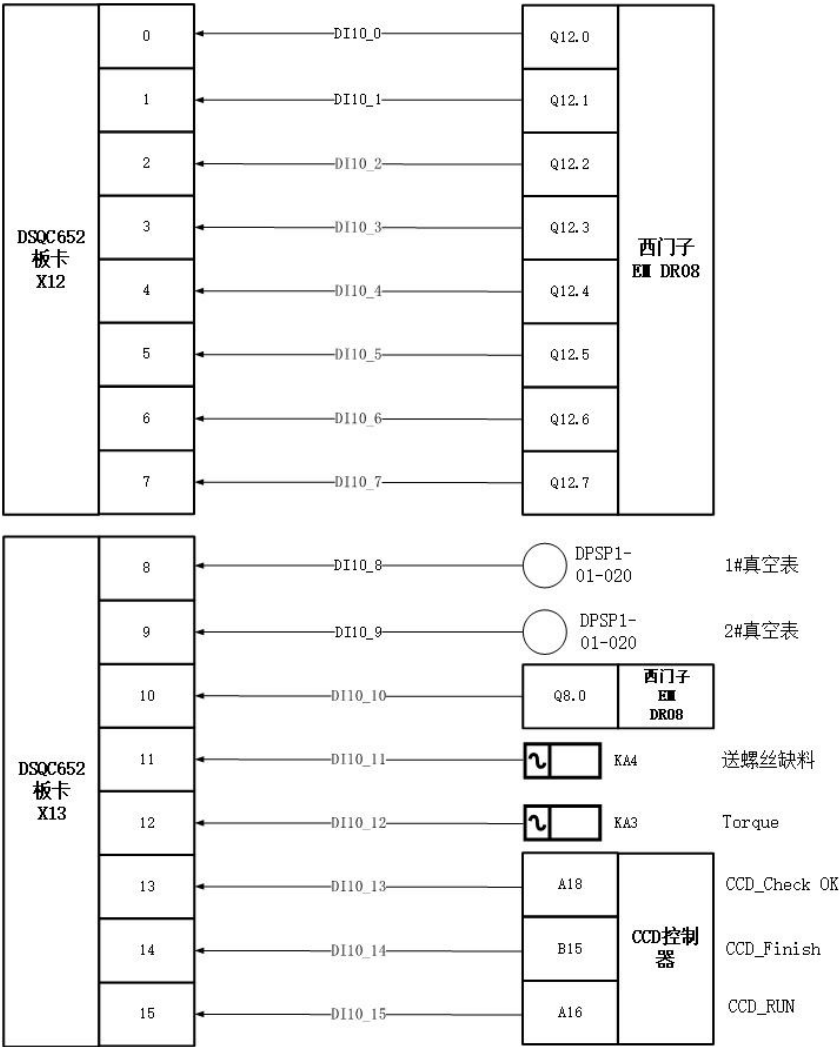 0 DI10_0 Q12.0
1 DI10_1 Q12.1
2 DI10_2 Q12.2
3 DI10_3 Q12.3
DSQC652
板卡
X12
西门子
EM DR08
4 DI10_4 Q12.4
5 DI10_5 Q12.5
6 DI10_6 Q12.6
7 DI10_7 Q12.7
8 DI10_8 DPSP1-
01-020
1#真空表
9 DI10_9 DPSP1-
01-020
2#真空表
10 DI10_10 Q8.0
西门子
EM
DR08
11 DI10_11 KA4 送螺丝缺料
DSQC652
板卡
X13
12 DI10_12 KA3 Torque
13 DI10_13 A18 CCD_Check OK
14 DI10_14 B15 CCD_Finish
CCD控制
器
15 DI10_15 A16 CCD_RUN